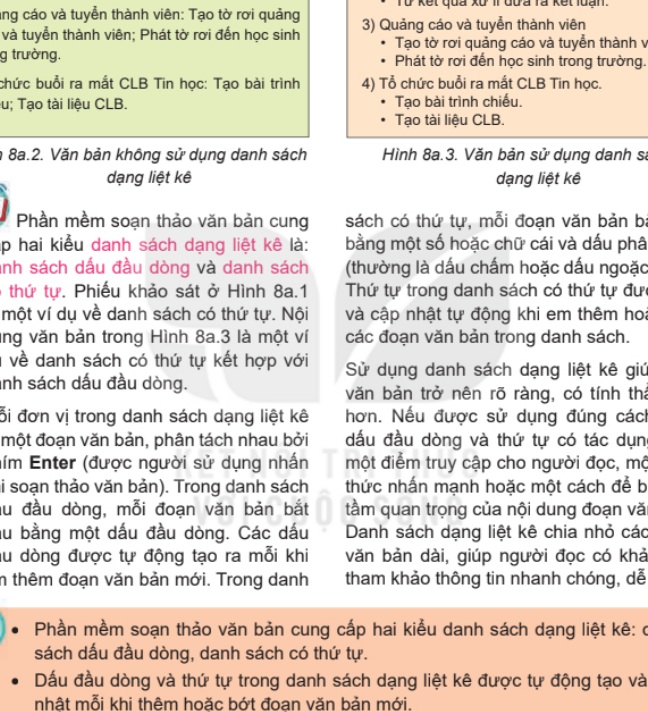 ng cáo và tuyển thành viên: Tạo tờ rơi quảng
và tuyển thành viên; Phát tờ rơi đến học sinh
g trường.
chức buổi ra mắt CLB Tin học: Tạo bài trình
u; Tạo tài liệu CLB.
• Từ kết quả xử lí đưa ra kết luận.
3) Quảng cáo và tuyển thành viên
• Tạo tờ rơi quảng cáo và tuyển thành v
• Phát tờ rơi đến học sinh trong trường.
4) Tổ chức buổi ra mắt CLB Tin học.
• Tạo bài trình chiếu.
• Tạo tài liệu CLB.
8a.2. Văn bản không sử dụng danh sách
dạng liệt kê
Hình 8a.3. Văn bản sử dụng danh sá
dạng liệt kê
Phần mềm soạn thảo văn bản cung
p hai kiểu danh sách dạng liệt kê là:
nh sách dấu đầu dòng và danh sách
thứ tự. Phiếu khảo sát ở Hình 8a.1
một ví dụ về danh sách có thứ tự. Nội
ng văn bản trong Hình 8a.3 là một ví
về danh sách có thứ tự kết hợp với
nh sách dấu đầu dòng.
ỗi đơn vị trong danh sách dạng liệt kê
một đoạn văn bản, phân tách nhau bởi
ím Enter (được người sử dụng nhấn
i soạn thảo văn bản). Trong danh sách
u đầu dòng, mỗi đoạn văn bản bắt
u bằng một dấu đầu dòng. Các dấu
u dòng được tự động tạo ra mỗi khi
thêm đoạn văn bản mới. Trong danh
sách có thứ tự, mỗi đoạn văn bản bắ
bằng một số hoặc chữ cái và dấu phâ
(thường là dấu chấm hoặc dấu ngoặc
Thứ tự trong danh sách có thứ tự đượ
và cập nhật tự động khi em thêm hoặ
các đoạn văn bản trong danh sách.
Sử dụng danh sách dạng liệt kê giú
văn bản trở nên rõ ràng, có tính thẩ
hơn. Nếu được sử dụng đúng cách
dấu đầu dòng và thứ tự có tác dụng
một điểm truy cập cho người đọc, mộ
thức nhấn mạnh hoặc một cách để b
tầm quan trọng của nội dung đoạn vă
Danh sách dạng liệt kê chia nhỏ các
văn bản dài, giúp người đọc có khả
tham khảo thông tin nhanh chóng, dễ
KẾT NỐI TRI THỨC
VỚI CUỘC SỐNG
• Phần mềm soạn thảo văn bản cung cấp hai kiểu danh sách dạng liệt kê: d
sách dấu đầu dòng, danh sách có thứ tự.
• Dấu đầu dòng và thứ tự trong danh sách dạng liệt kê được tự động tạo và
nhật mỗi khi thêm hoặc bớt đoạn văn bản mới.